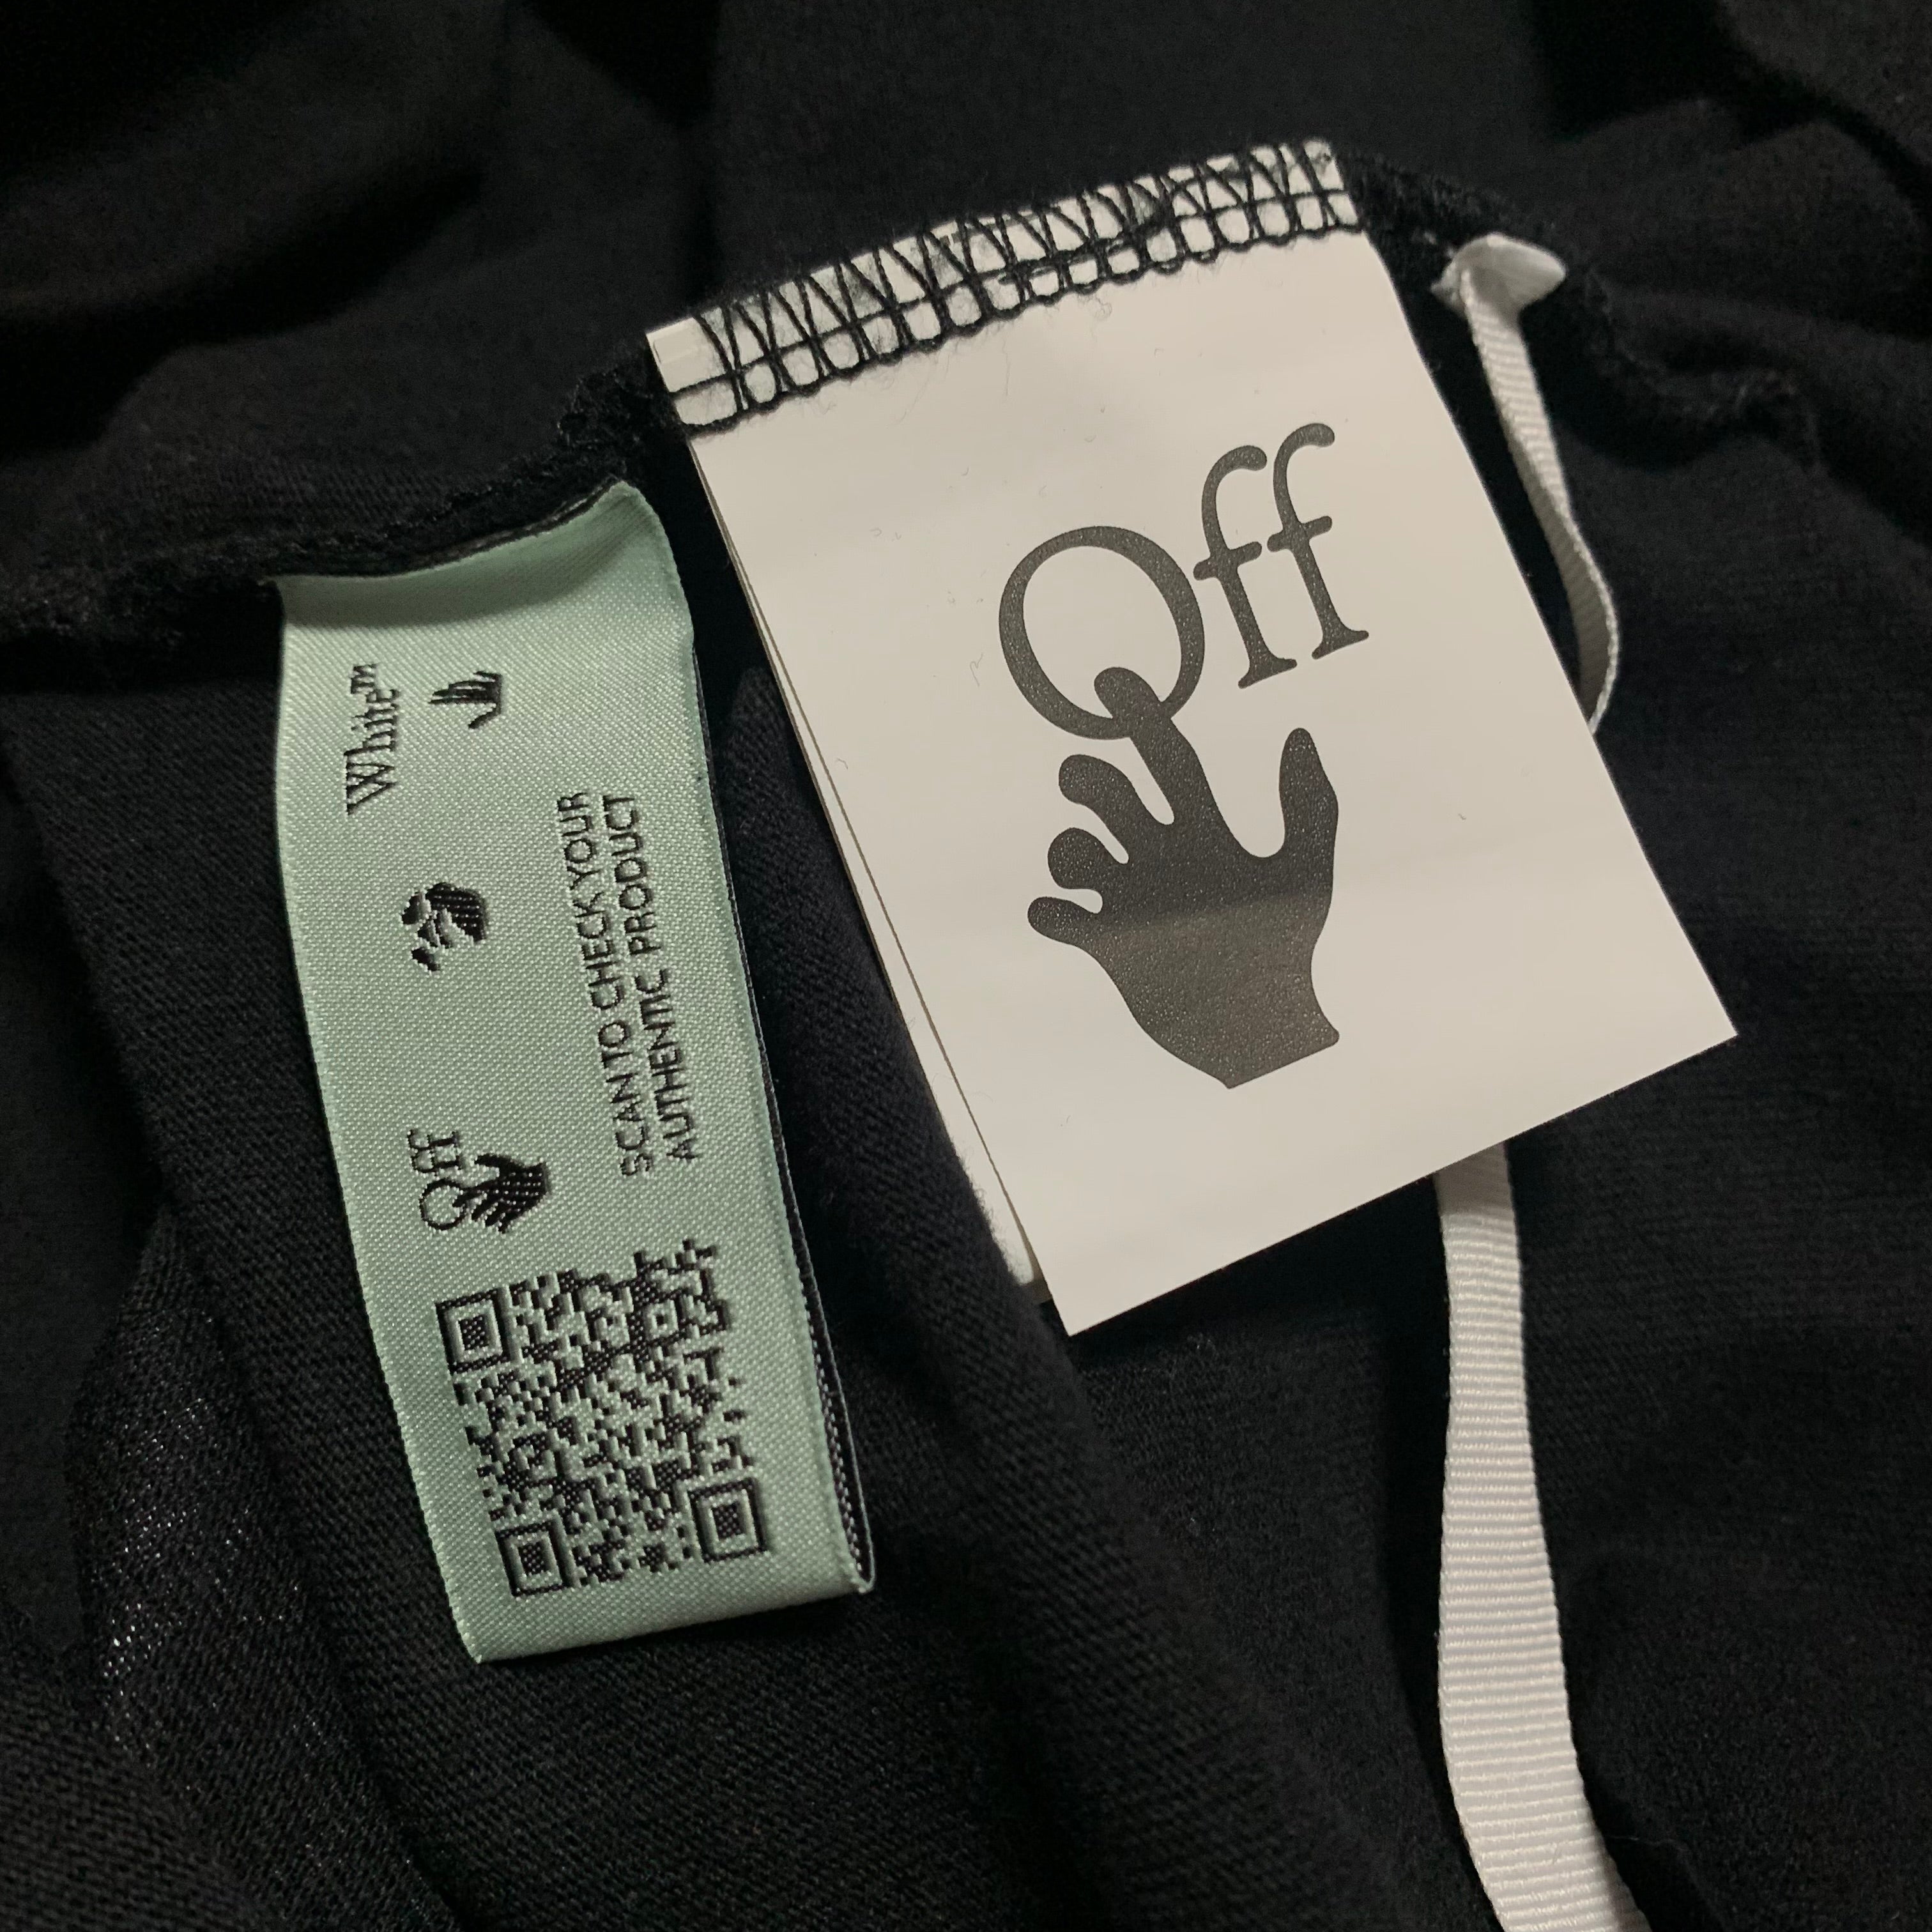 Off
Off
White™
SCAN TO CHECK YOUR
AUTHENTIC PRODUCT